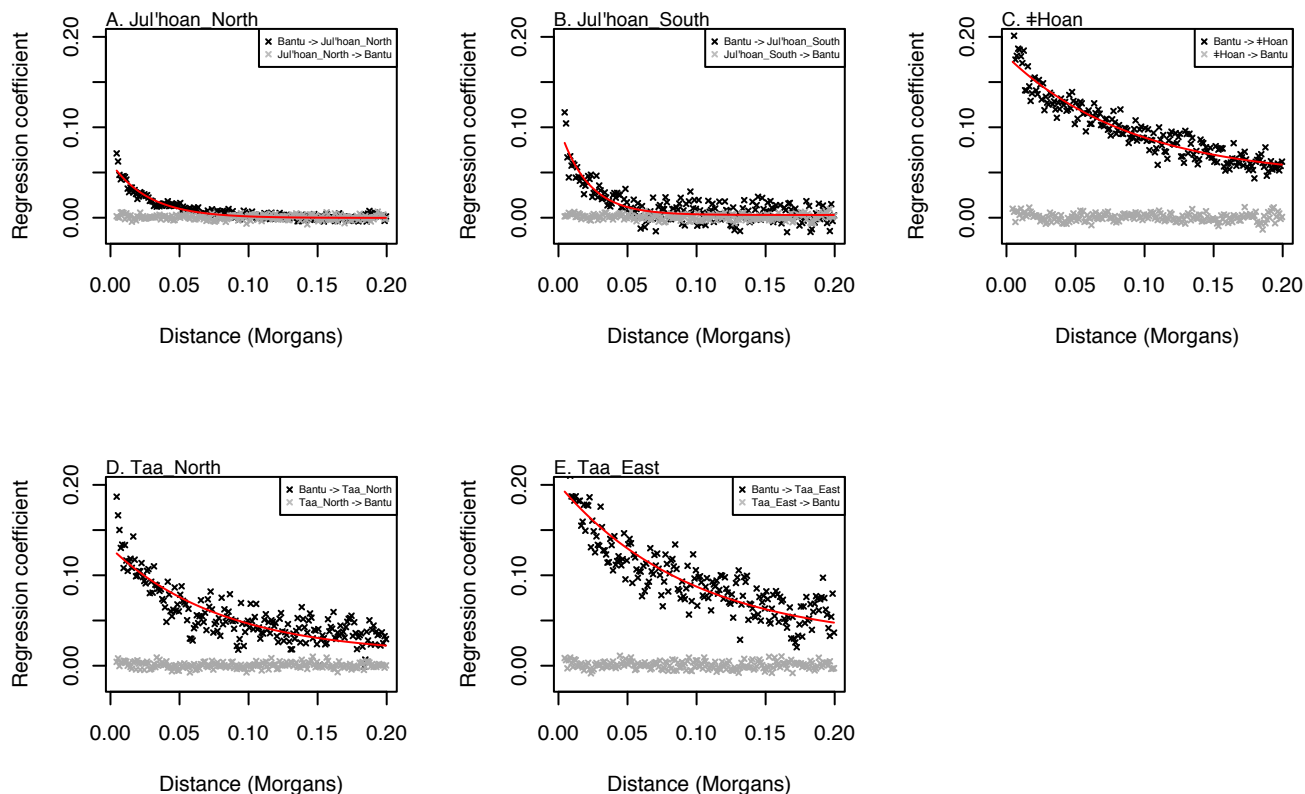 A. Jul'hoan_North
Regression coefficient
0.00
0.10
0.20
Bantu -> Jul'hoan_North
Jul'hoan_North -> Bantu
0.00 0.05 0.10 0.15 0.20
Distance (Morgans)
B. Jul'hoan_South
Regression coefficient
0.00
0.10
0.20
Bantu -> Jul'hoan_South
Jul'hoan_South -> Bantu
0.00 0.05 0.10 0.15 0.20
Distance (Morgans)
C. ǂHoan
Regression coefficient
0.00
0.10
0.20
Bantu -> ǂHoan
ǂHoan -> Bantu
0.00 0.05 0.10 0.15 0.20
Distance (Morgans)
D. Taa_North
Regression coefficient
0.00
0.10
0.20
Bantu -> Taa_North
Taa_North -> Bantu
0.00 0.05 0.10 0.15 0.20
Distance (Morgans)
E. Taa_East
Regression coefficient
0.00
0.10
0.20
Bantu -> Taa_East
Taa_East -> Bantu
0.00 0.05 0.10 0.15 0.20
Distance (Morgans)